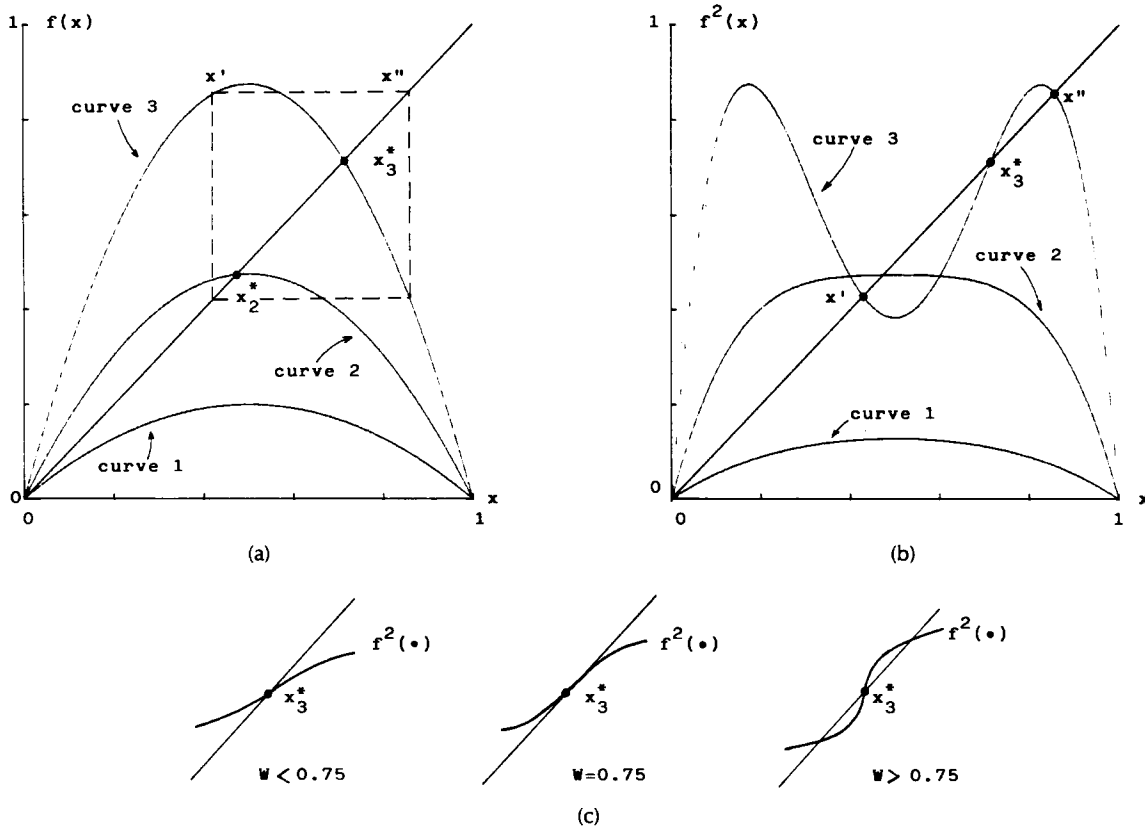 1 f(x)
x' x"
curve 3
x*3
x*2
curve 2
curve 1
0
0 1
x
(a)
1 f²(x)
x"
curve 3
x*3
curve 2
x'
curve 1
0
0 1
x
(b)
f²(•)
x*3
W < 0.75
f²(•)
x*3
W=0.75
f²(•)
x*3
W> 0.75
(c)